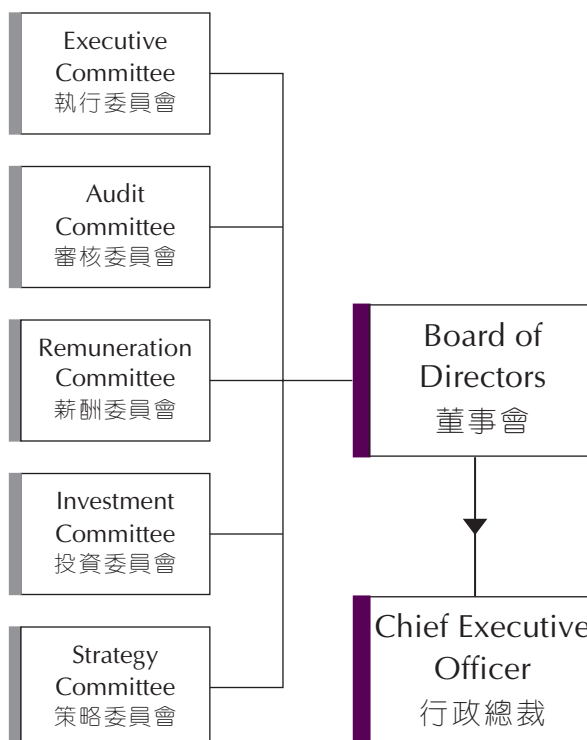 Executive
Committee
執行委員會
Audit
Committee
審核委員會
Remuneration
Committee
薪酬委員會
Investment
Committee
投資委員會
Strategy
Committee
策略委員會
Board of
Directors
董事會
Chief Executive
Officer
行政總裁